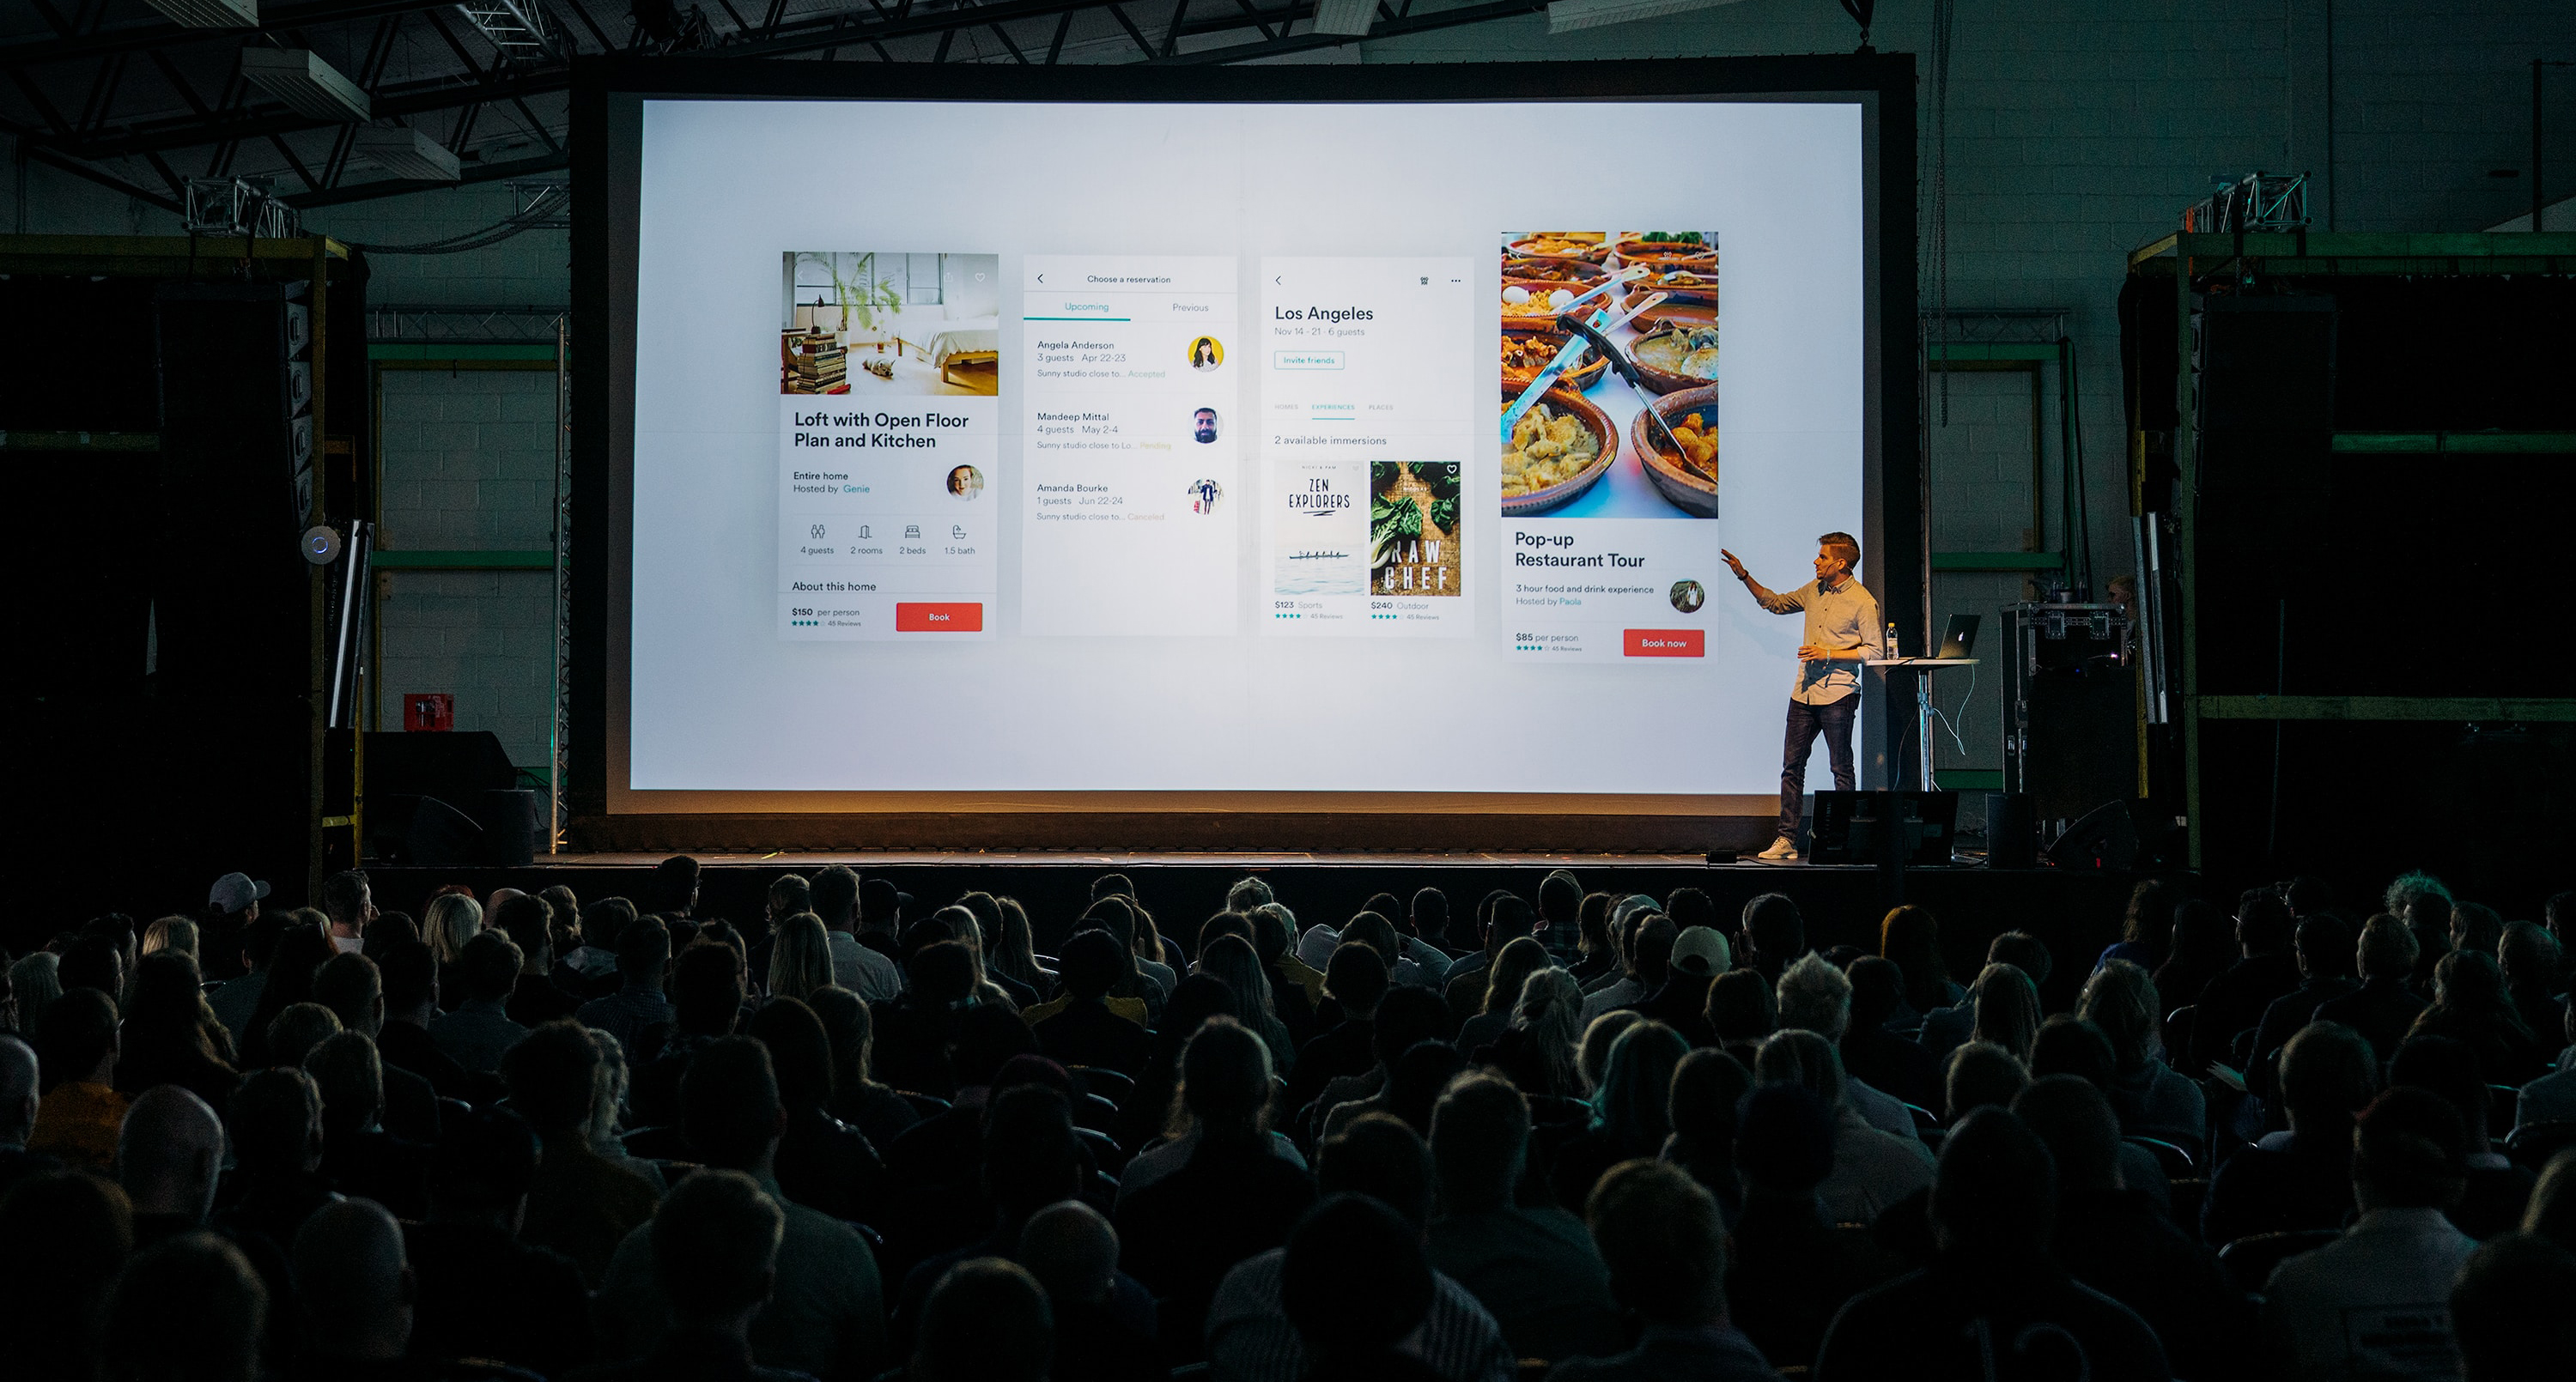 Loft with Open Floor
Plan and Kitchen
Entire home
Hosted by Genie
4 guests 2 rooms 2 beds 1.5 bath
About this home
$150 per person
Book
45 Reviews
Choose a reservation
Upcoming Previous
Angela Anderson
3 guests Apr 22-23
Sunny studio close to... Accepted
Mandeep Mittal
4 guests May 2-4
Sunny studio close to Lo... Pending
Amanda Bourke
1 guests Jun 22-24
Sunny studio close to... Canceled
Los Angeles
Nov 14 - 21 · 6 guests
Invite friends
HOMES EXPERIENCES PLACES
2 available immersions
ZEN
EXPLORERS
$123 Sports
45 Reviews
RAW
CHEF
$240 Outdoor
45 Reviews
Pop-up
Restaurant Tour
3 hour food and drink experience
Hosted by Paola
$85 per person
45 Reviews
Book now